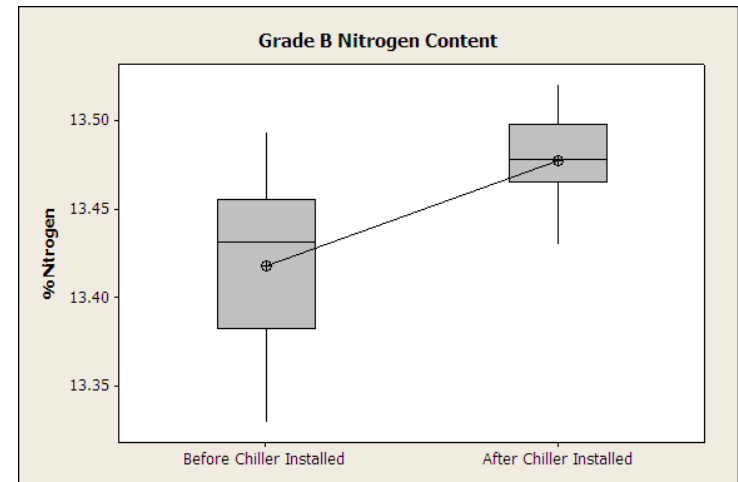 Grade B Nitrogen Content
13.50
13.45
13.40
13.35
%Nitrogen
Before Chiller Installed
After Chiller Installed